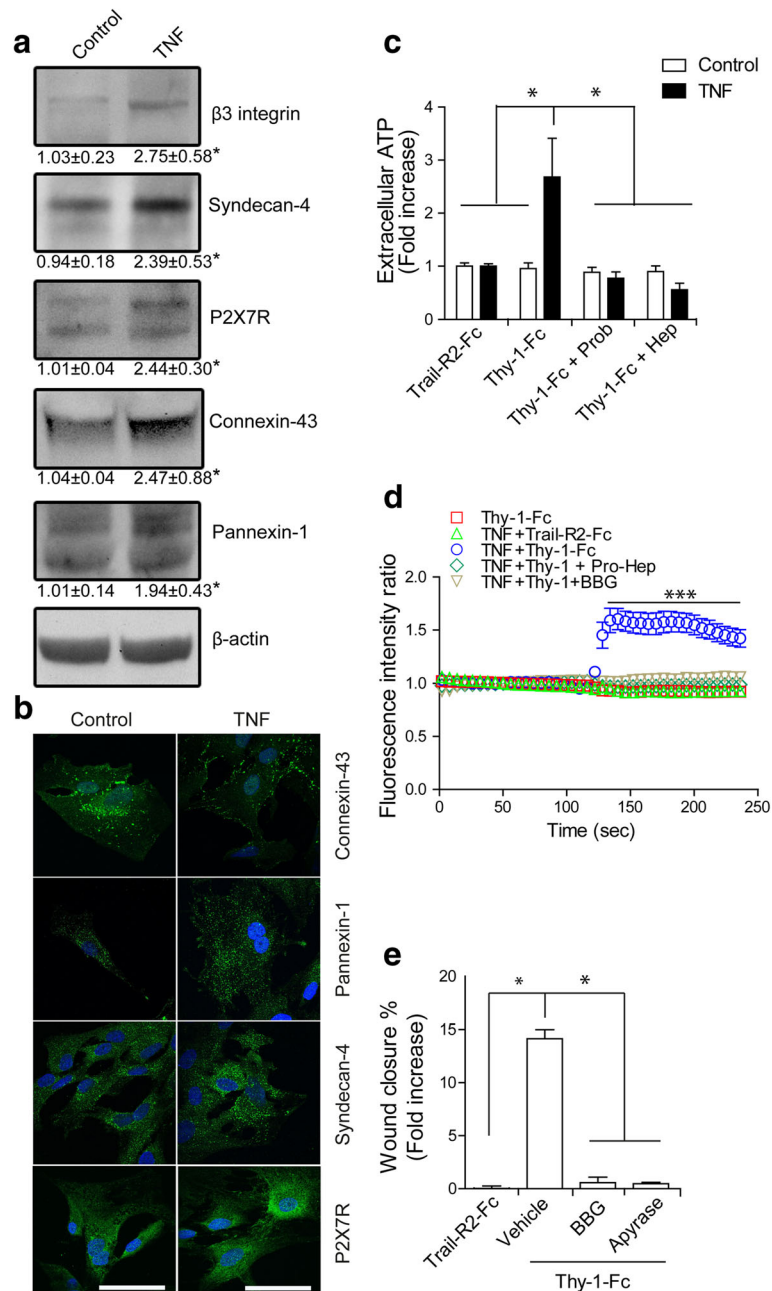 a
Control
TNF
β3 integrin
1.03±0.23 2.75±0.58*
Syndecan-4
0.94±0.18 2.39±0.53*
P2X7R
1.01±0.04 2.44±0.30*
Connexin-43
1.04±0.04 2.47±0.88*
Pannexin-1
1.01±0.14 1.94±0.43*
β-actin
b
Control TNF
Connexin-43
Pannexin-1
Syndecan-4
P2X7R
c
Control
TNF
* *
Extracellular ATP
(Fold increase)
4
3
2
1
0
Trail-R2-Fc
Thy-1-Fc
Thy-1-Fc + Prob
Thy-1-Fc + Hep
d
Thy-1-Fc
TNF+Trail-R2-Fc
TNF+Thy-1-Fc
TNF+Thy-1 + Pro-Hep
TNF+Thy-1+BBG
***
Fluorescence intensity ratio
2.0
1.5
1.0
0.5
0.0
0 50 100 150 200 250
Time (sec)
e
* *
Wound closure %
(Fold increase)
20
15
10
5
0
Trail-R2-Fc
Vehicle
BBG
Apyrase
Thy-1-Fc